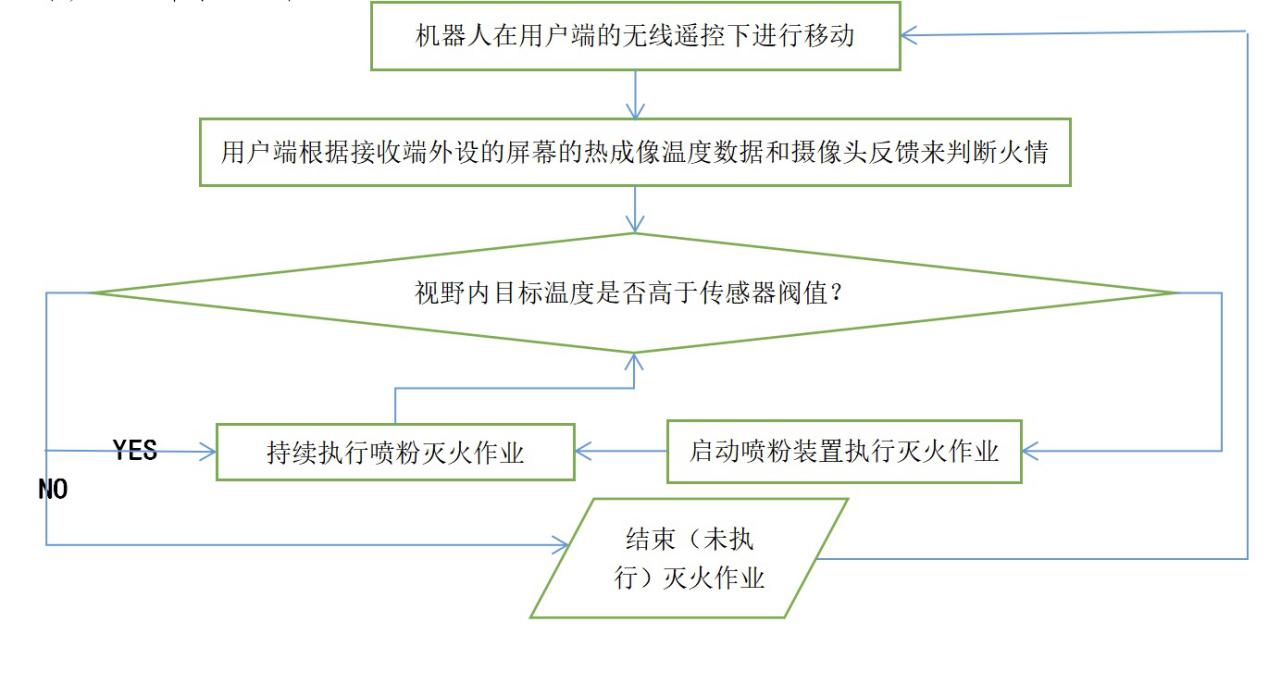 机器人在用户端的无线遥控下进行移动
用户端根据接收端外设的屏幕的热成像温度数据和摄像头反馈来判断火情
视野内目标温度是否高于传感器阀值？
YES
持续执行喷粉灭火作业
启动喷粉装置执行灭火作业
NO
结束（未执
行）灭火作业